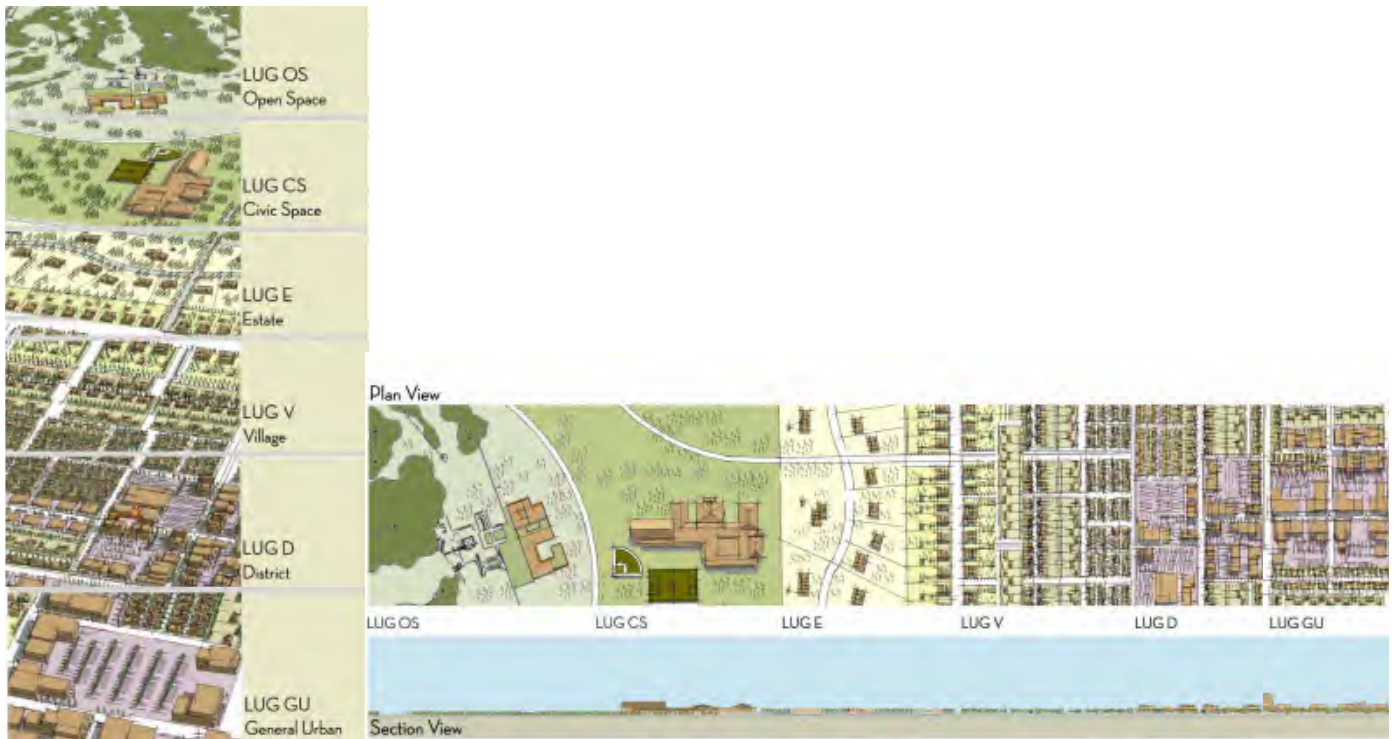 LUG OS
Open Space
LUG CS
Civic Space
LUG E
Estate
LUG V
Village
LUG D
District
LUG GU
General Urban
Plan View
LUG OS
LUG CS
LUG E
LUG V
LUG D
LUG GU
Section View